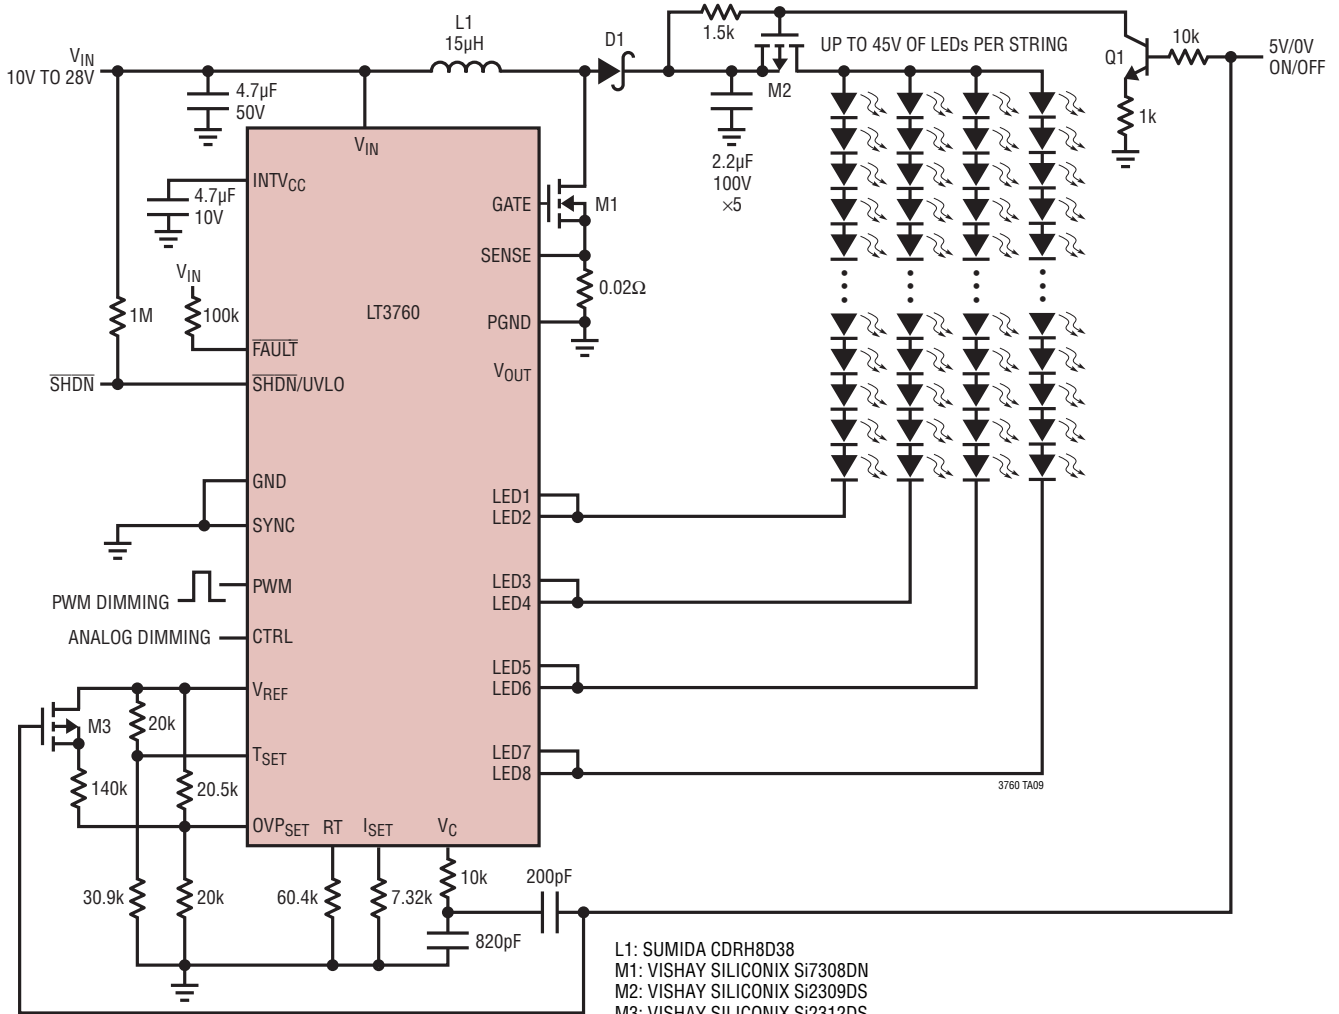 L1
15µH
D1
1.5k
UP TO 45V OF LEDs PER STRING
Q1
10k
5V/0V
ON/OFF
VIN
10V TO 28V
4.7µF
50V
M2
1k
2.2µF
100V
×5
VIN
INTVCC
4.7µF
10V
GATE
M1
SENSE
0.02Ω
VIN
1M
100k
LT3760
PGND
FAULT
VOUT
SHDN
SHDN/UVLO
GND
SYNC
LED1
LED2
PWM DIMMING
PWM
LED3
LED4
ANALOG DIMMING
CTRL
LED5
LED6
VREF
M3
20k
TSET
LED7
LED8
140k
20.5k
3760 TA09
OVPSET
RT
ISET
VC
30.9k
20k
60.4k
7.32k
10k
200pF
820pF
L1: SUMIDA CDRH8D38
M1: VISHAY SILICONIX Si7308DN
M2: VISHAY SILICONIX Si2309DS
M3: VISHAY SILICONIX Si2312DS